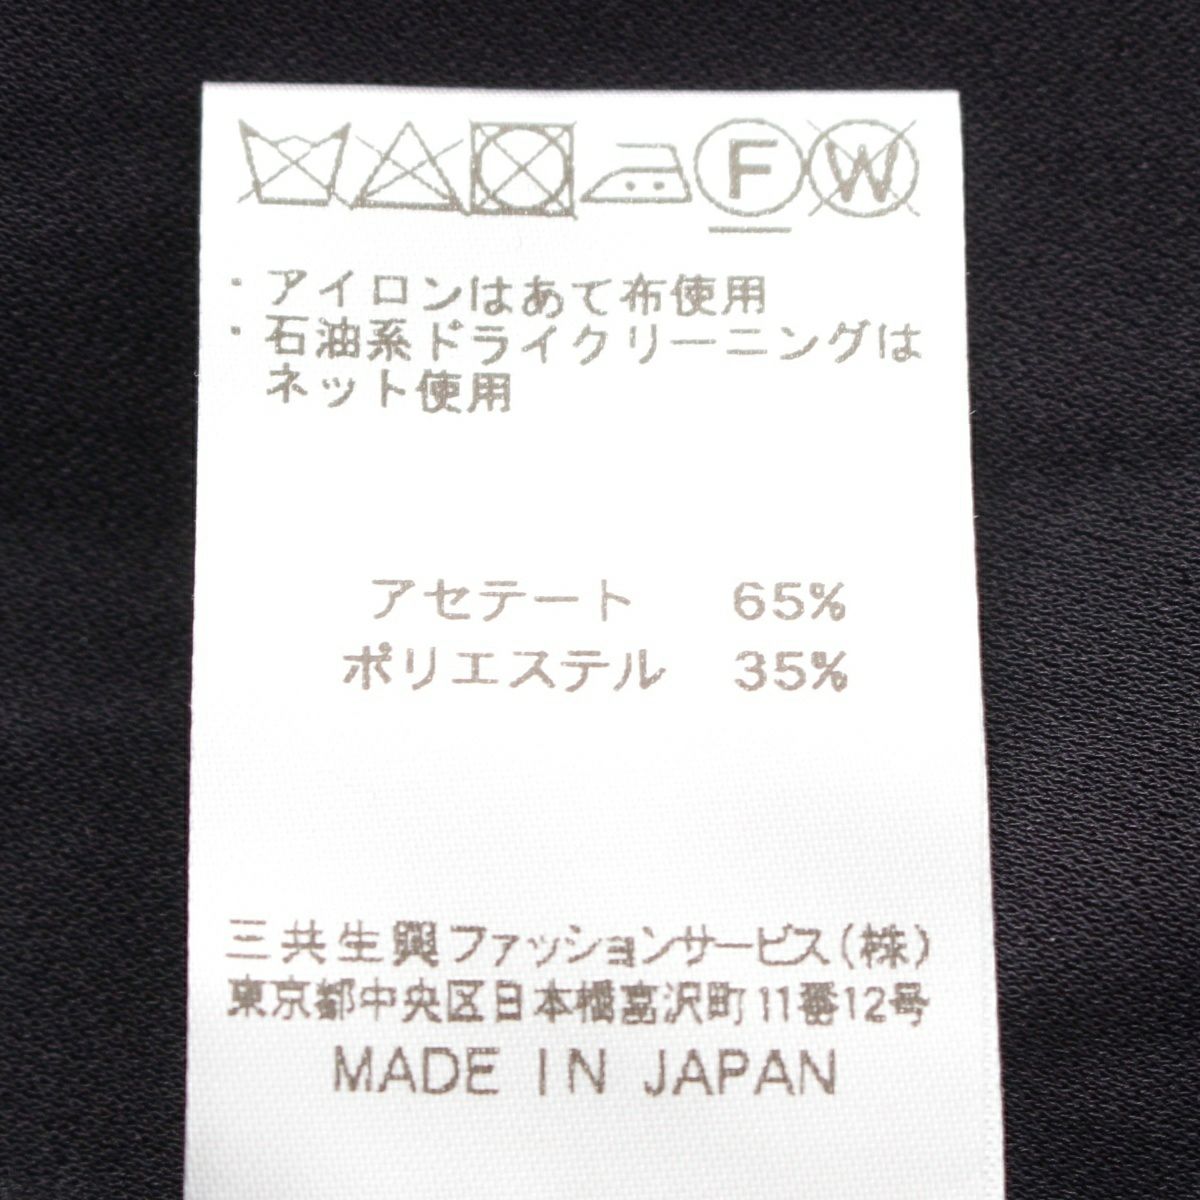 F W
・アイロンはあて布使用
・石油系ドライクリーニングは
ネット使用
アセテート 65%
ポリエステル 35%
三共生興ファッションサービス(株)
東京都中央区日本橋富沢町11番12号
MADE IN JAPAN